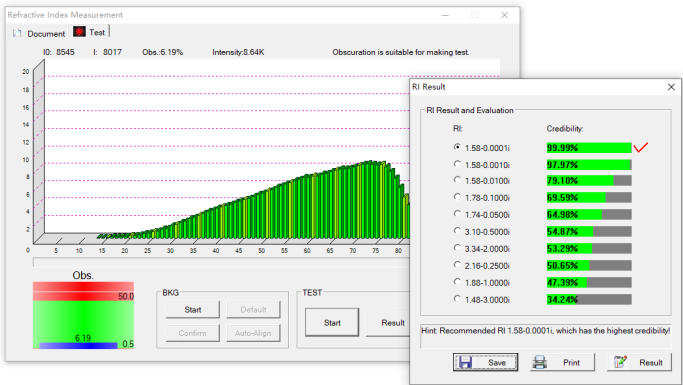 Refractive Index Measurement
Document Test
I0: 8545 I: 8017 Obs.:6.19% Intensity:8.64K Obscuration is suitable for making test.
20
18
16
14
12
10
8
6
4
2
0 5 10 15 20 25 30 35 40 45 50 55 60 65 70 75 80
Obs.
50.0
6.19
0.5
BKG
Start Default
Confirm Auto-Align
TEST
Start Result
RI Result
RI Result and Evaluation
RI: Credibility:
1.58-0.0001i 99.99%
1.58-0.0010i 97.97%
1.58-0.0100i 79.10%
1.78-0.1000i 69.59%
1.74-0.0500i 64.98%
3.10-0.5000i 54.87%
3.34-2.0000i 53.29%
2.16-0.2500i 50.65%
1.88-1.0000i 47.39%
1.48-3.0000i 34.24%
Hint: Recommended RI 1.58-0.0001i, which has the highest credibility!
Save Print Result